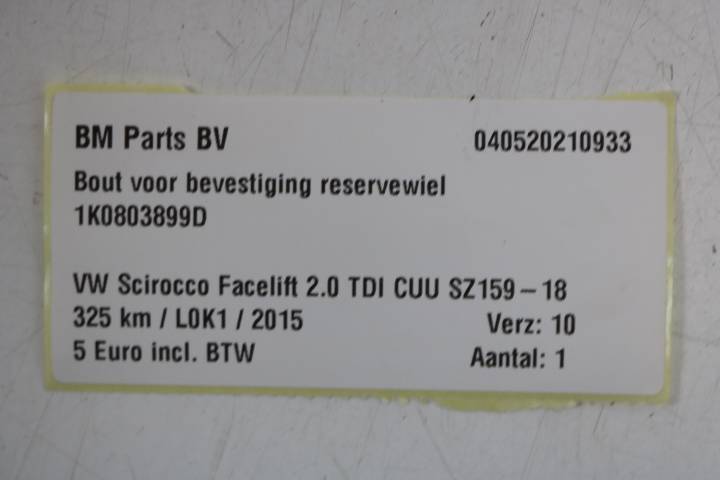 BM Parts BV 040520210933
Bout voor bevestiging reservewiel
1K0803899D
VW Scirocco Facelift 2.0 TDI CUU SZ159 – 18
325 km / L0K1 / 2015 Verz: 10
5 Euro incl. BTW Aantal: 1